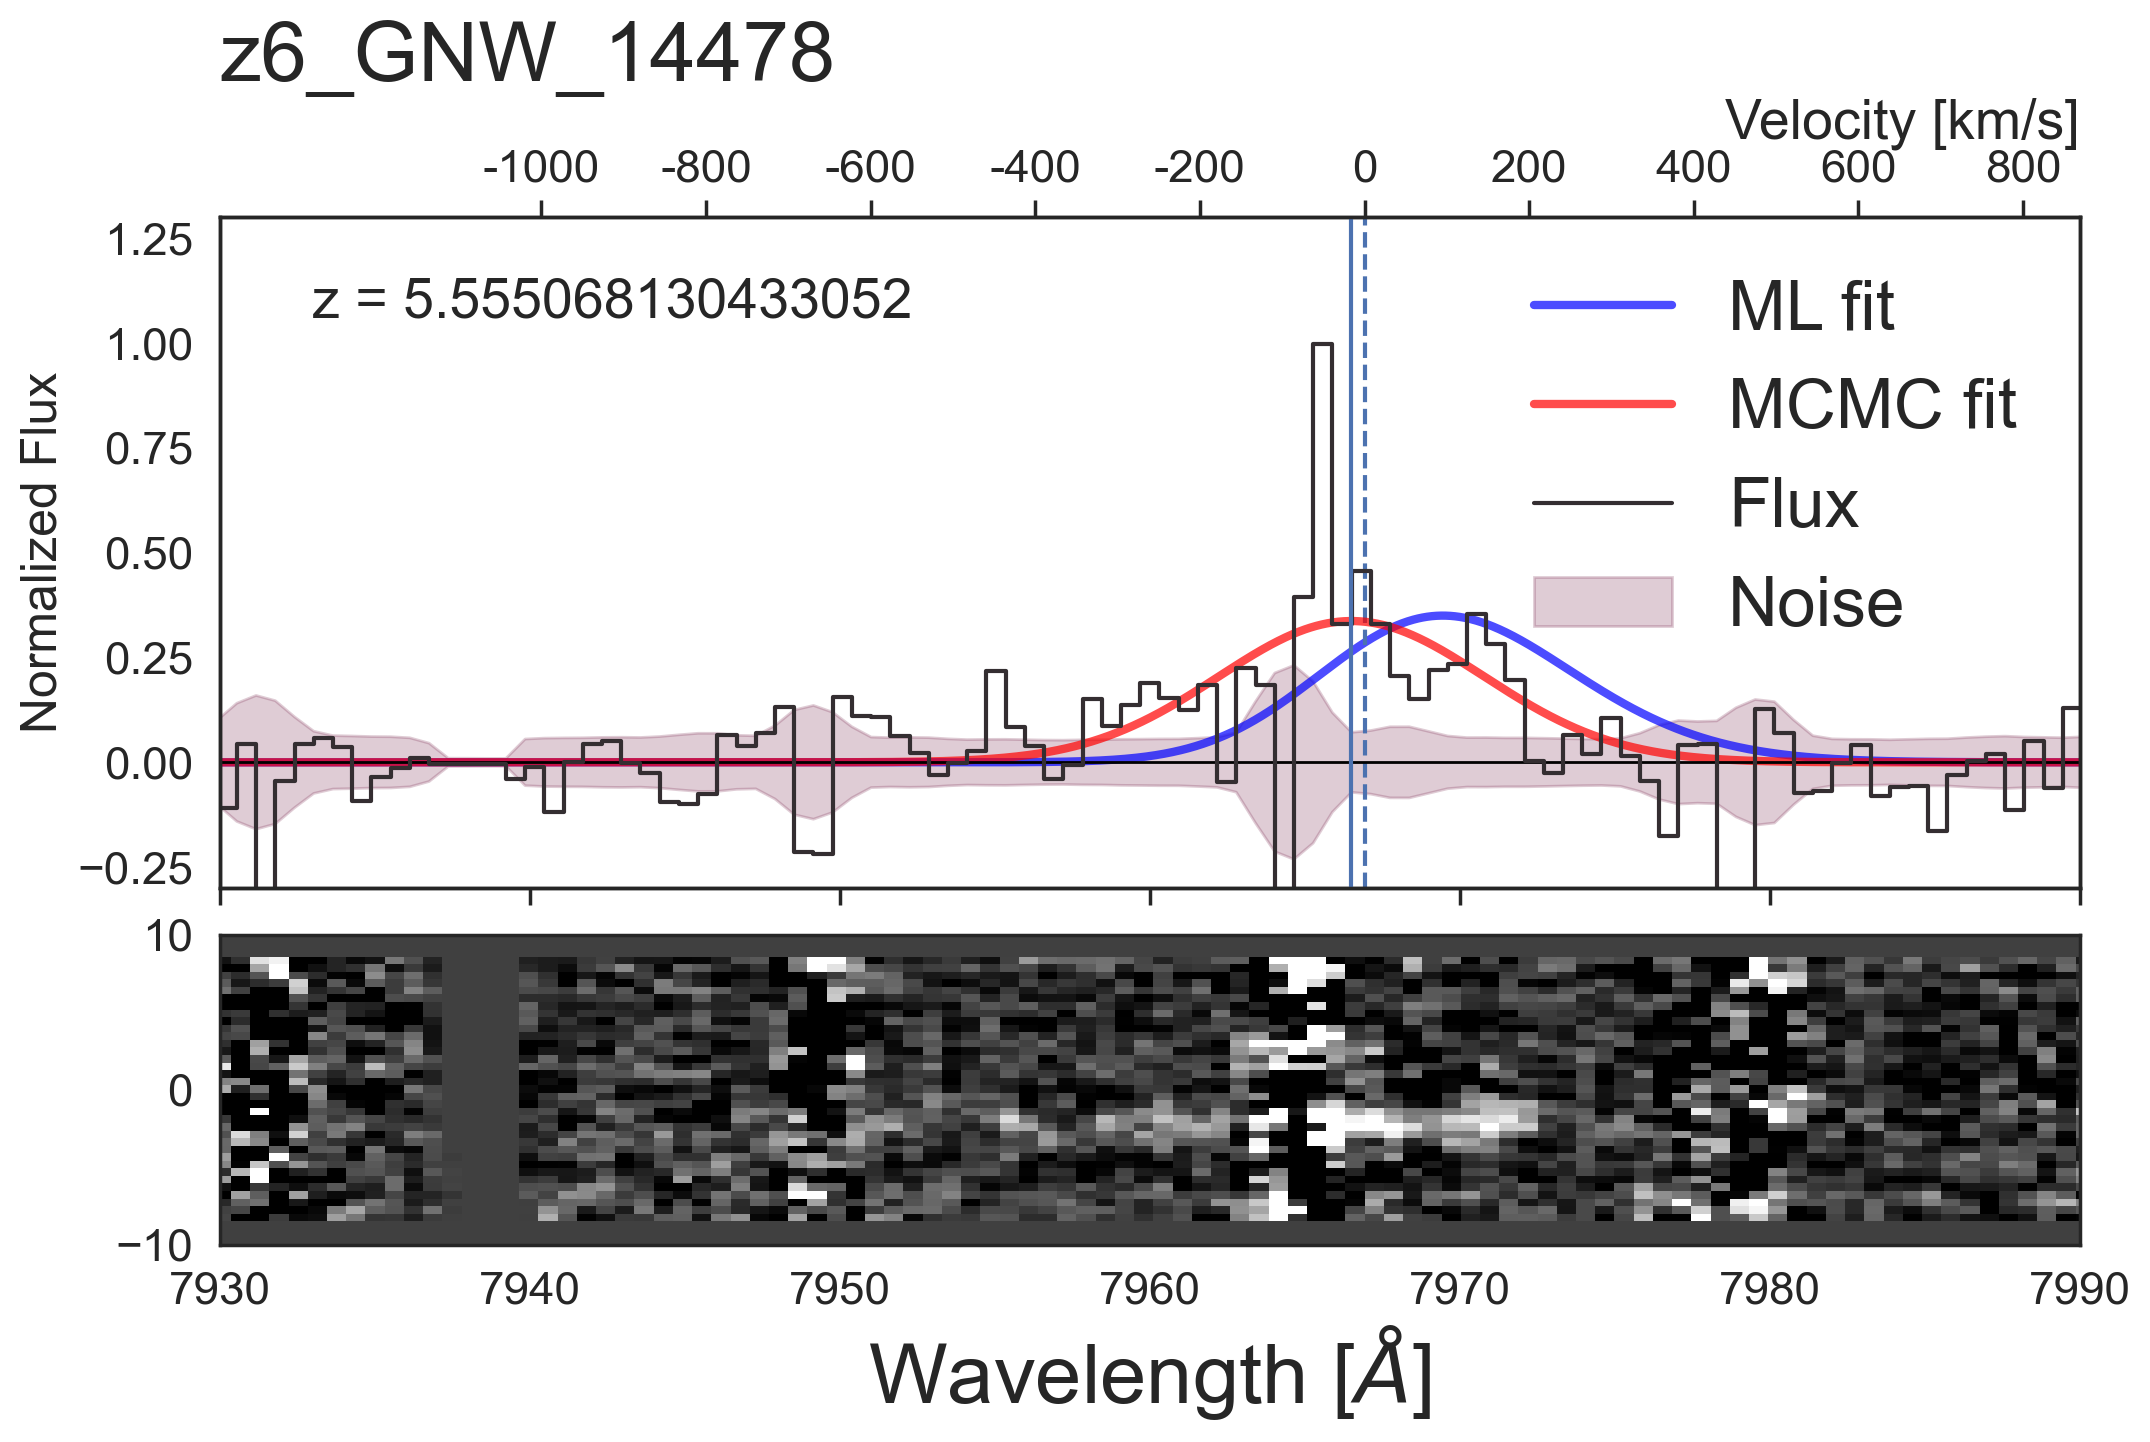 z6_GNW_14478
Velocity [km/s]
-1000 -800 -600 -400 -200 0 200 400 600 800
1.25
1.00
0.75
0.50
0.25
0.00
−0.25
Normalized Flux
z = 5.555068130433052
ML fit
MCMC fit
Flux
Noise
10
0
−10
7930 7940 7950 7960 7970 7980 7990
Wavelength [Å]